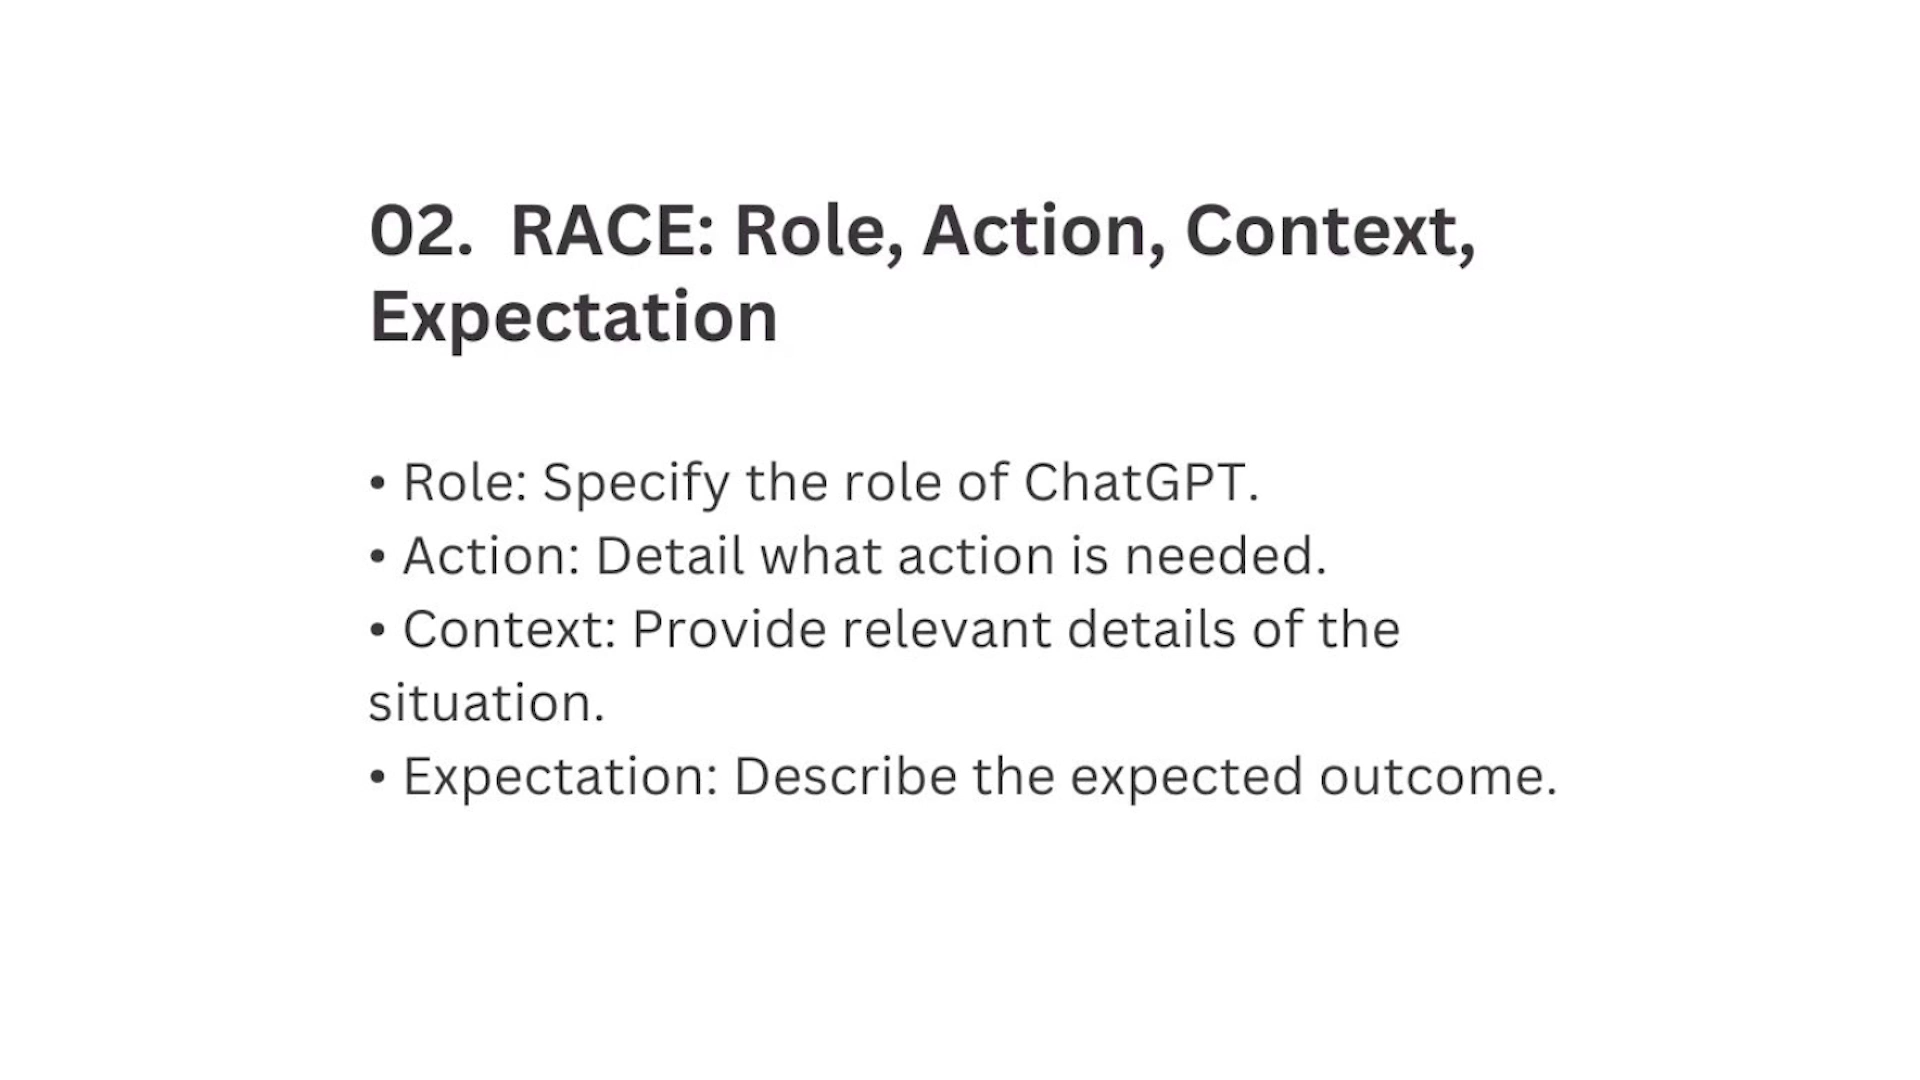 02. RACE: Role, Action, Context,
Expectation
• Role: Specify the role of ChatGPT.
• Action: Detail what action is needed.
• Context: Provide relevant details of the
situation.
• Expectation: Describe the expected outcome.